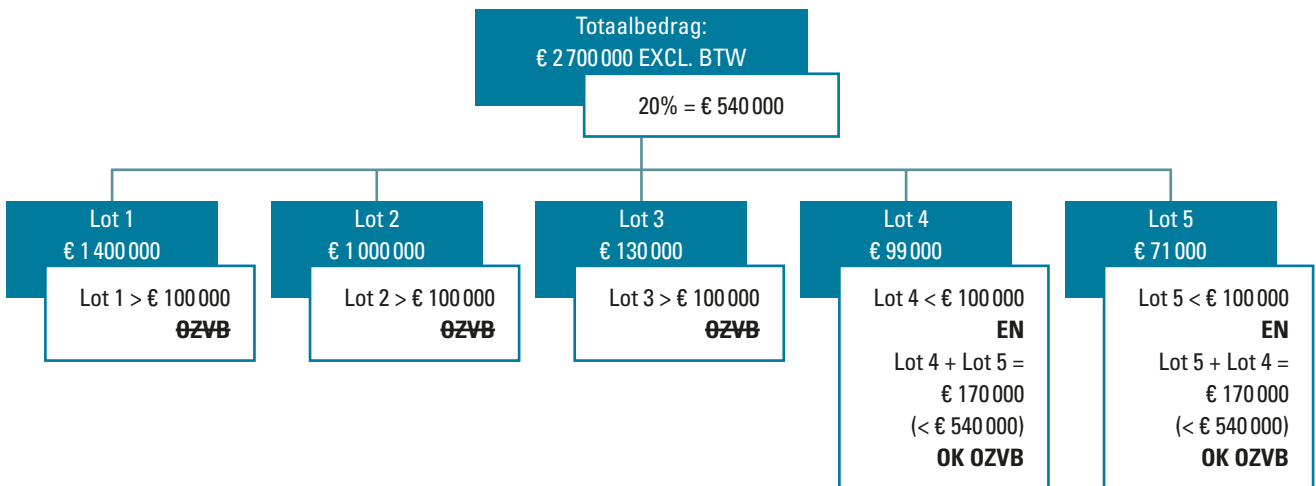 Totaalbedrag:
€ 2 700 000 EXCL. BTW
20% = € 540 000
Lot 1
€ 1 400 000
Lot 1 > € 100 000
OZVB
Lot 2
€ 1 000 000
Lot 2 > € 100 000
OZVB
Lot 3
€ 130 000
Lot 3 > € 100 000
OZVB
Lot 4
€ 99 000
Lot 4 < € 100 000
EN
Lot 4 + Lot 5 =
€ 170 000
(< € 540 000)
OK OZVB
Lot 5
€ 71 000
Lot 5 < € 100 000
EN
Lot 5 + Lot 4 =
€ 170 000
(< € 540 000)
OK OZVB